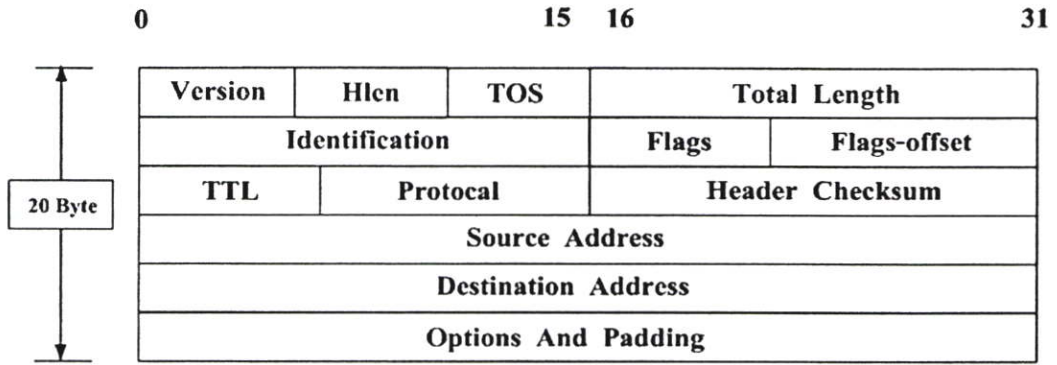 0 15 16 31
Version Hlen TOS Total Length
Identification Flags Flags-offset
TTL Protocal Header Checksum
20 Byte
Source Address
Destination Address
Options And Padding